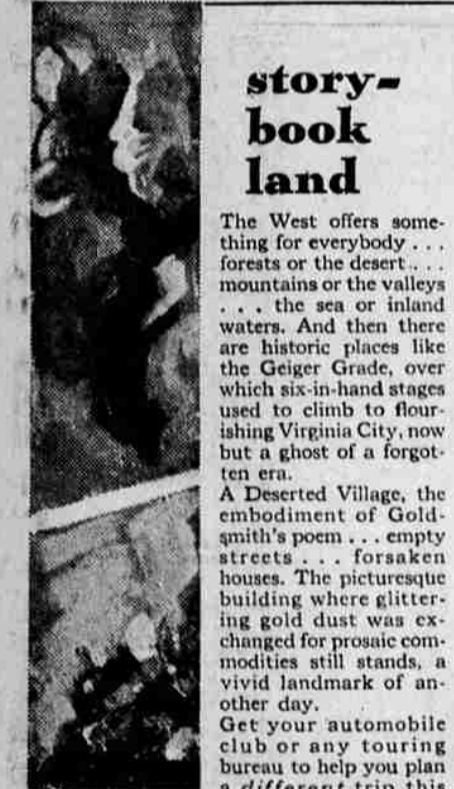 story-
book
land
The West offers some-
thing for everybody . . .
forests or the desert . . .
mountains or the valleys
. . . the sea or inland
waters. And then there
are historic places like
the Geiger Grade, over
which six-in-hand stages
used to climb to flour-
ishing Virginia City, now
but a ghost of a forgot-
ten era.
A Deserted Village, the
embodiment of Gold-
smith's poem . . . empty
streets . . . forsaken
houses. The picturesque
building where glitter-
ing gold dust was ex-
changed for prosaic com-
modities still stands, a
vivid landmark of an-
other day.
Get your automobile
club or any touring
bureau to help you plan
a different trip this